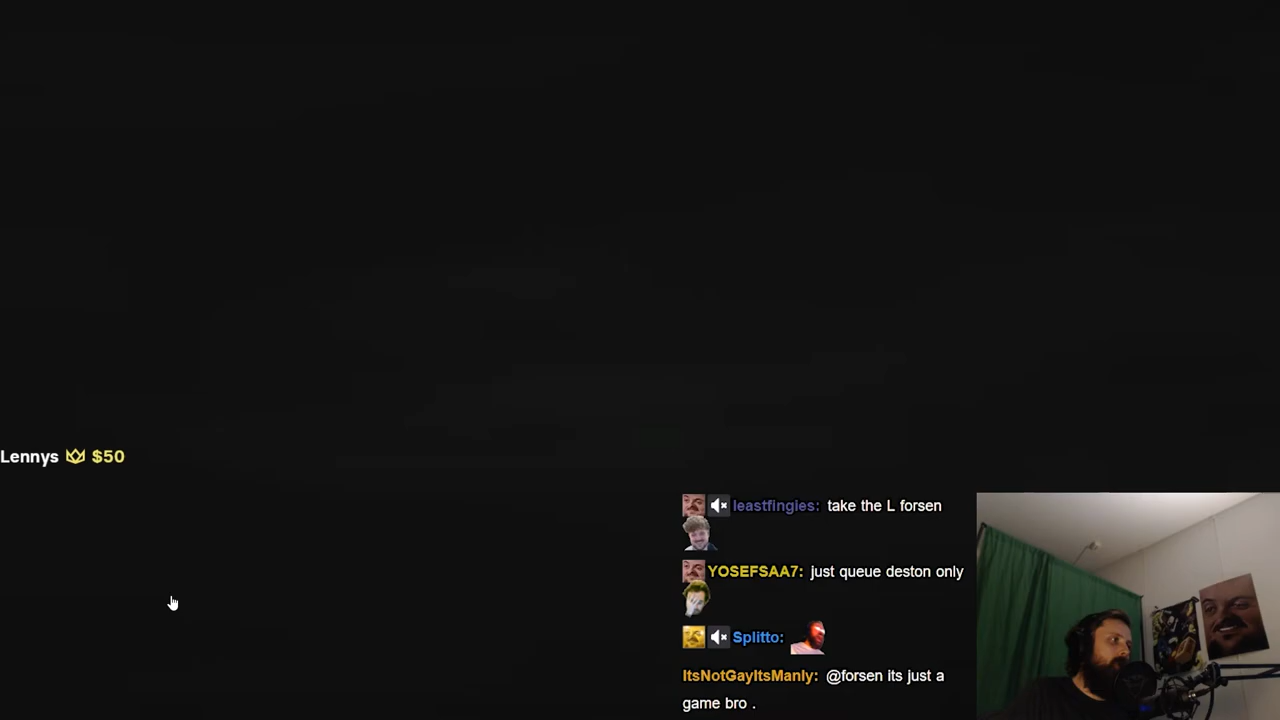 Lennys $50
leastfingies: take the L forsen
YOSEFSAA7: just queue deston only
Splitto:
ItsNotGayItsManly: @forsen its just a
game bro .